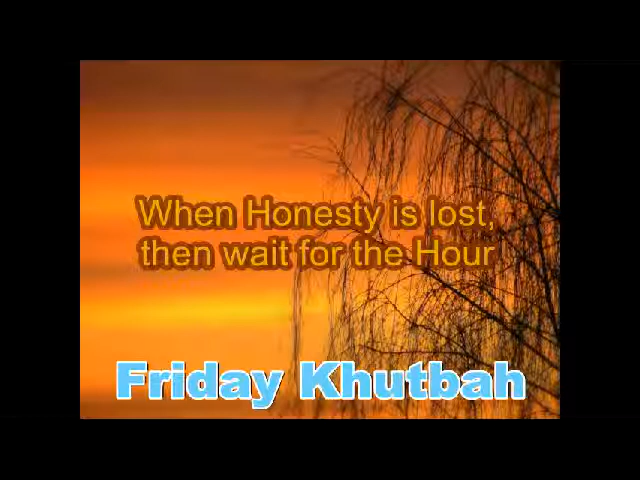 When Honesty is lost,
then wait for the Hour
Friday Khutbah